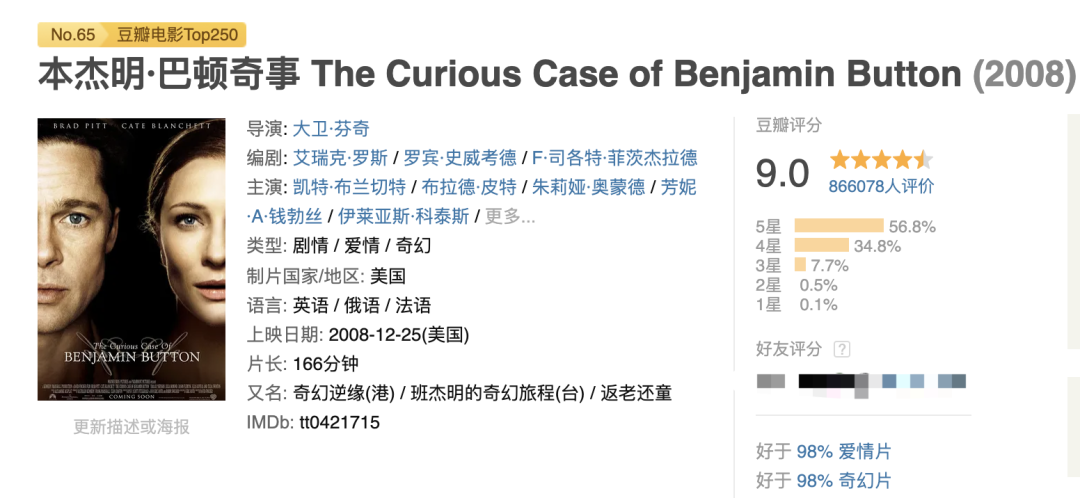 No.65 豆瓣电影Top250
本杰明·巴顿奇事 The Curious Case of Benjamin Button (2008)
BRAD PITT CATE BLANCHETT
The Curious Case Of
BENJAMIN BUTTON
COMING SOON
更新描述或海报
导演: 大卫·芬奇
编剧: 艾瑞克·罗斯 / 罗宾·史威考德 / F·司各特·菲茨杰拉德
主演: 凯特·布兰切特 / 布拉德·皮特 / 朱莉娅·奥蒙德 / 芳妮
·A·钱勃丝 / 伊莱亚斯·科泰斯 / 更多...
类型: 剧情 / 爱情 / 奇幻
制片国家/地区: 美国
语言: 英语 / 俄语 / 法语
上映日期: 2008-12-25(美国)
片长: 166分钟
又名: 奇幻逆缘(港) / 班杰明的奇幻旅程(台) / 返老还童
IMDb: tt0421715
豆瓣评分
9.0
866078人评价
5星 56.8%
4星 34.8%
3星 7.7%
2星 0.5%
1星 0.1%
好友评分 ?
好于 98% 爱情片
好于 98% 奇幻片